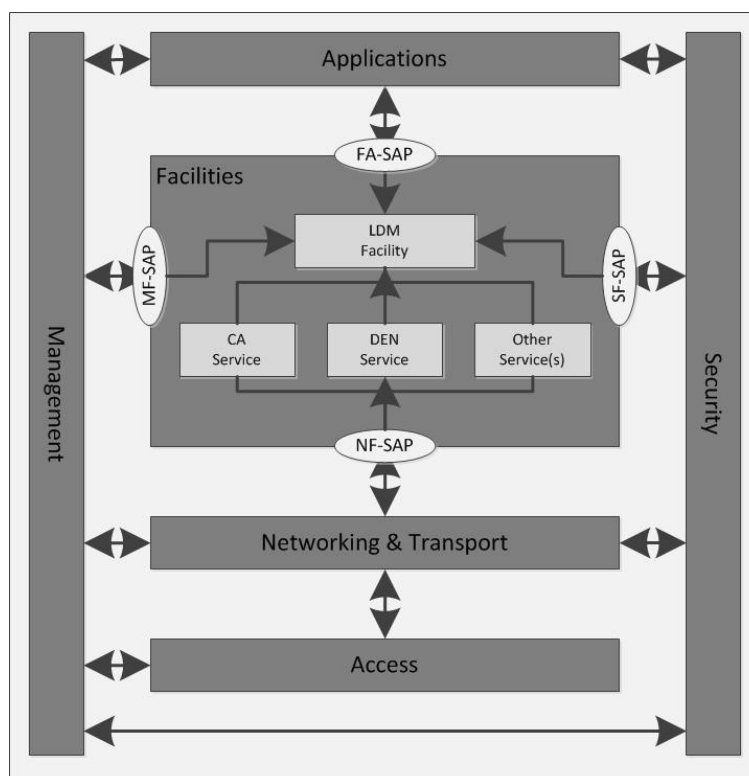 Applications
FA-SAP
Facilities
LDM
Facility
MF-SAP
SF-SAP
CA
Service
DEN
Service
Other
Service(s)
Management
Security
NF-SAP
Networking & Transport
Access